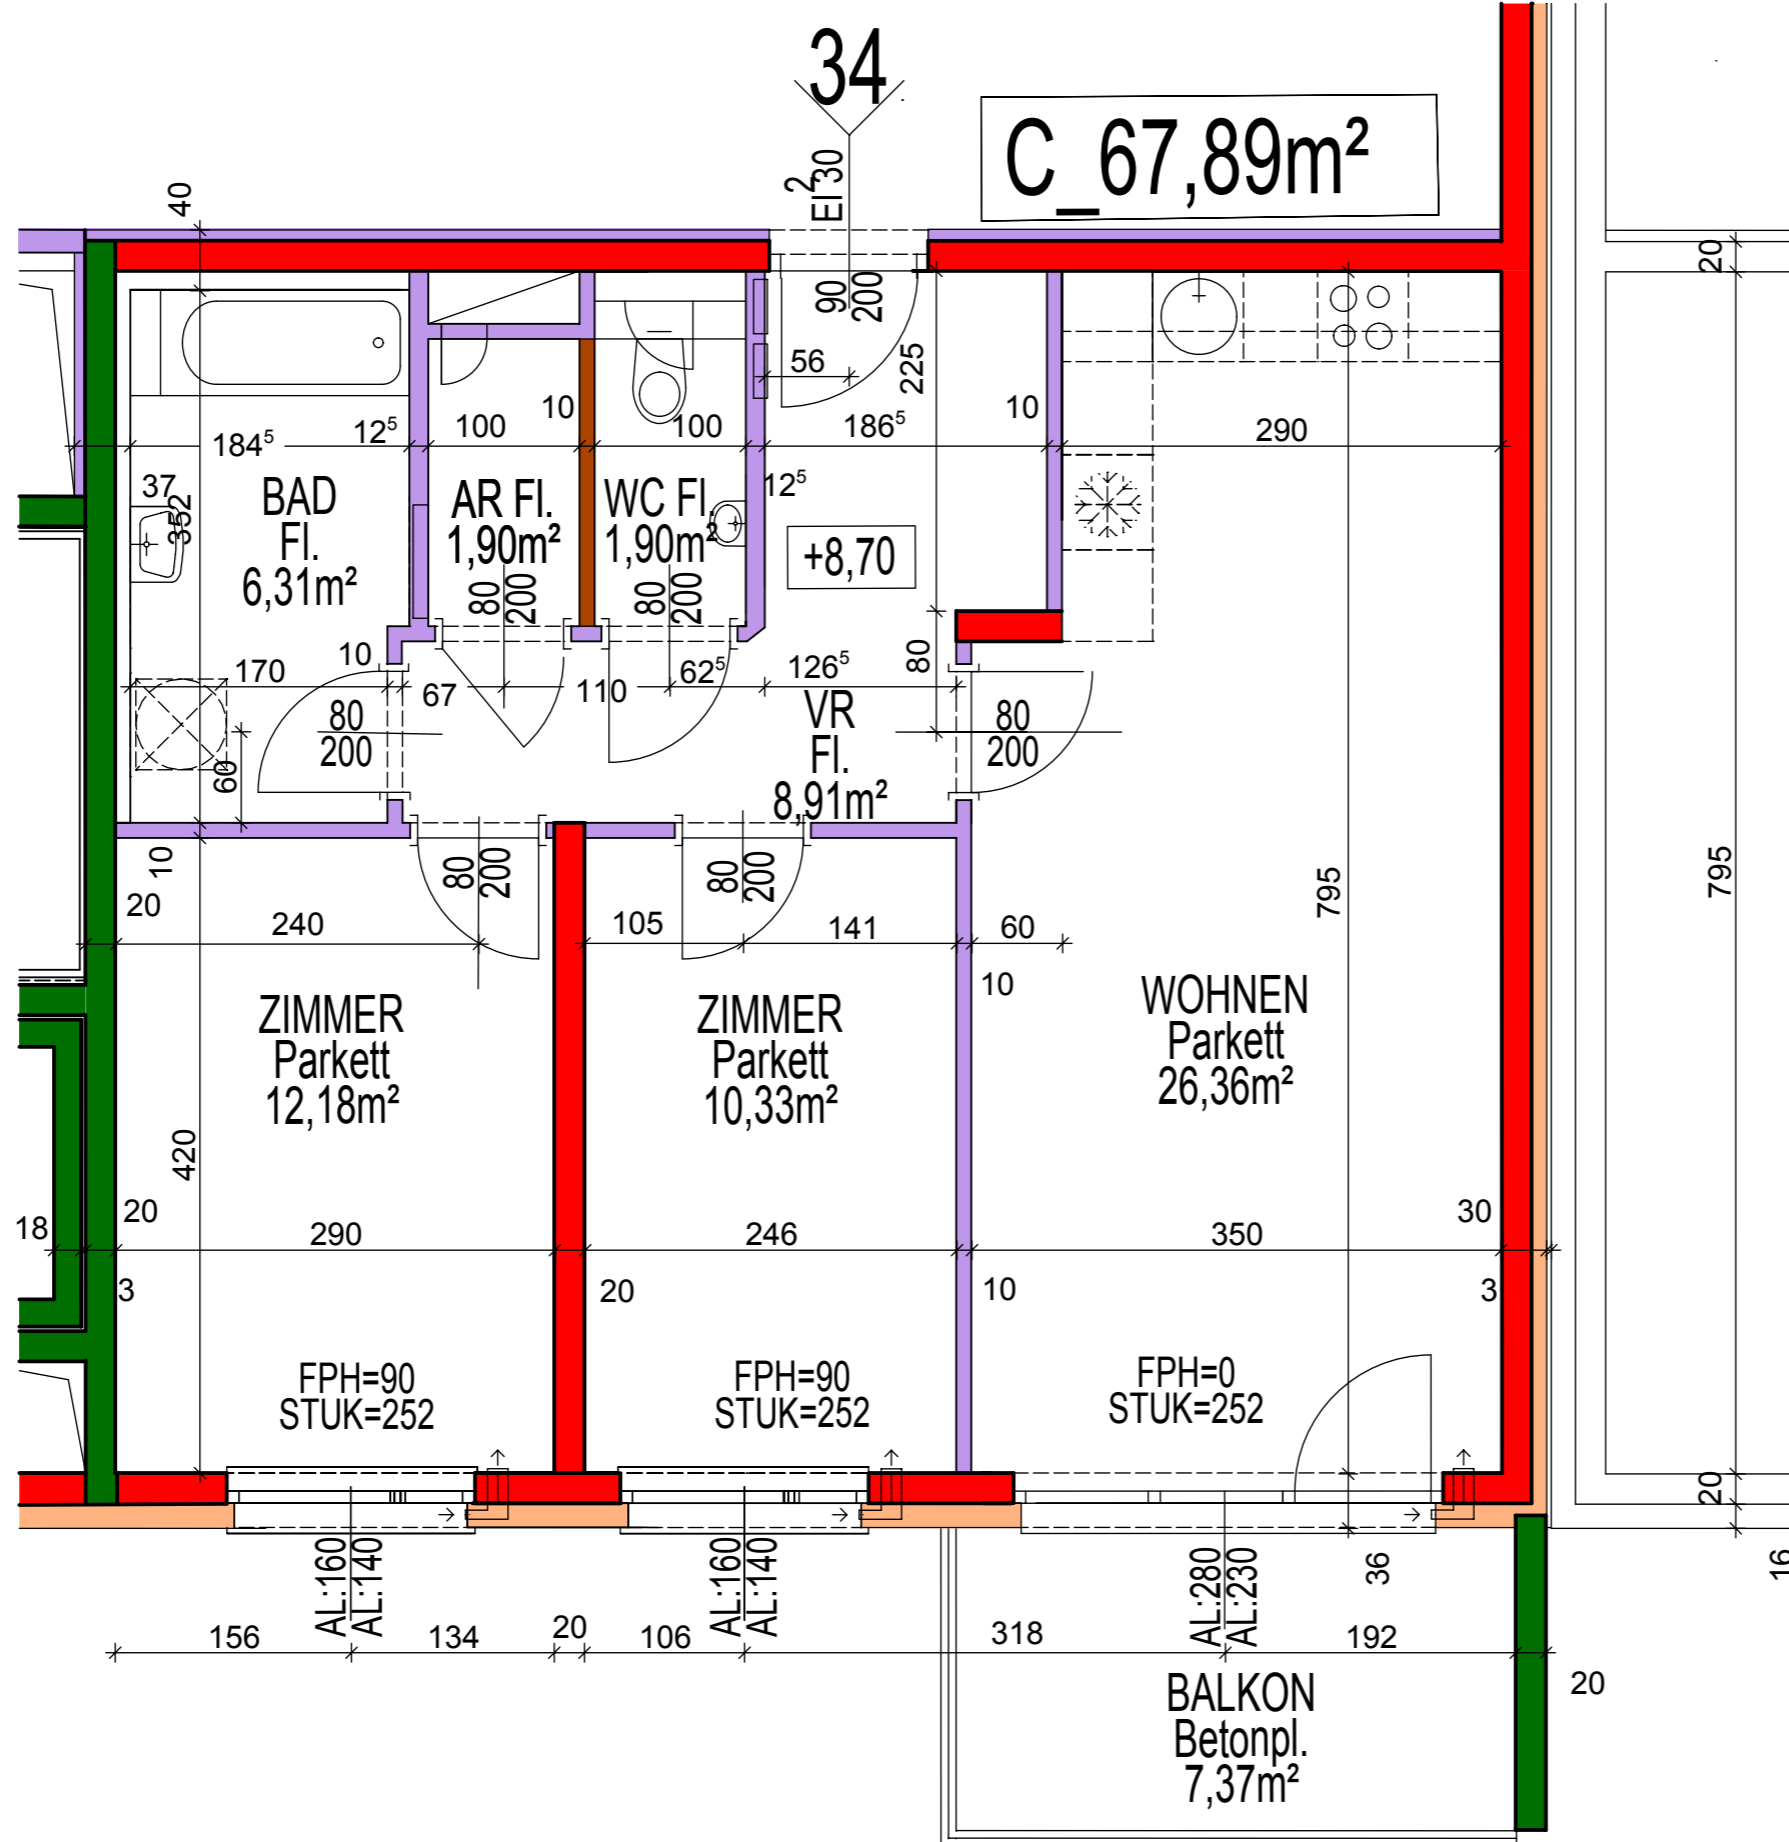 34
C_67,89m²
EI 2 30
90
200
40
20
56
225
10
10
184⁵
12⁵
100
100
186⁵
290
37
352
BAD
Fl.
6,31m²
AR Fl.
1,90m²
WC Fl.
1,90m²
12⁵
+8,70
80
200
80
200
170
10
67
110
62⁵
126⁵
80
VR
Fl.
8,91m²
80
200
80
200
60
10
20
240
80
200
80
200
105
141
60
10
795
795
ZIMMER
Parkett
12,18m²
ZIMMER
Parkett
10,33m²
WOHNEN
Parkett
26,36m²
420
18
20
290
246
350
30
3
20
10
3
FPH=90
STUK=252
FPH=90
STUK=252
FPH=0
STUK=252
20
AL:160
AL:140
AL:160
AL:140
AL:280
AL:230
36
16
156
134
20
106
318
192
20
BALKON
Betonpl.
7,37m²